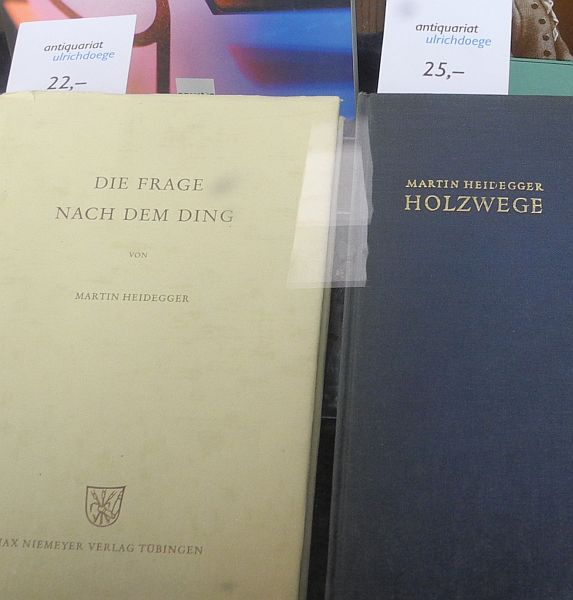 antiquariat
ulrichdoege
22,—
antiquariat
ulrichdoege
25,—
DIE FRAGE
NACH DEM DING
VON
MARTIN HEIDEGGER
MAX NIEMEYER VERLAG TÜBINGEN
MARTIN HEIDEGGER
HOLZWEGE